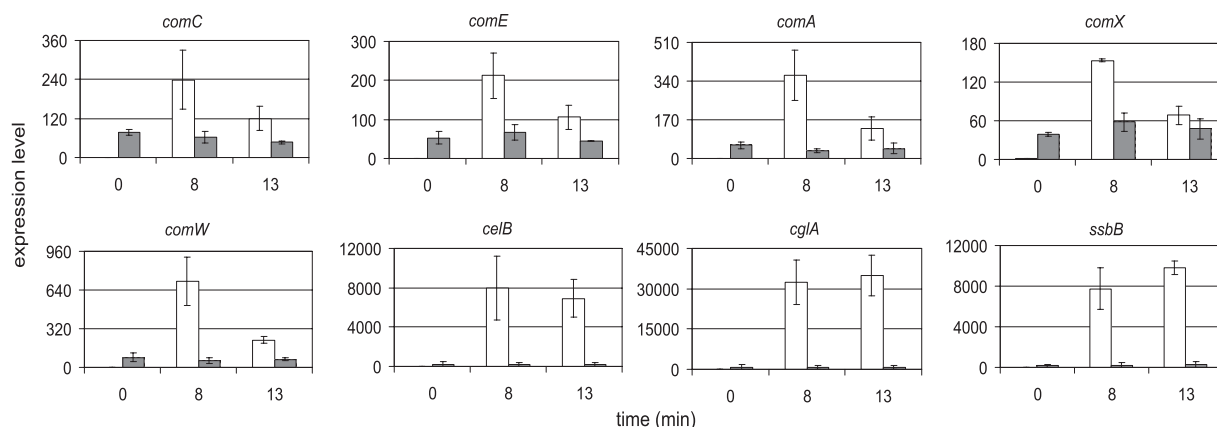 comC comE comA comX
360 300 510 180
240 200 340 120
120 100 170 60
0 0 0 0
0 8 13 0 8 13 0 8 13 0 8 13
expression level
comW celB cglA ssbB
960 12000 45000 12000
640 8000 30000 8000
320 4000 15000 4000
0 0 0 0
0 8 13 0 8 13 0 8 13 0 8 13
time (min)